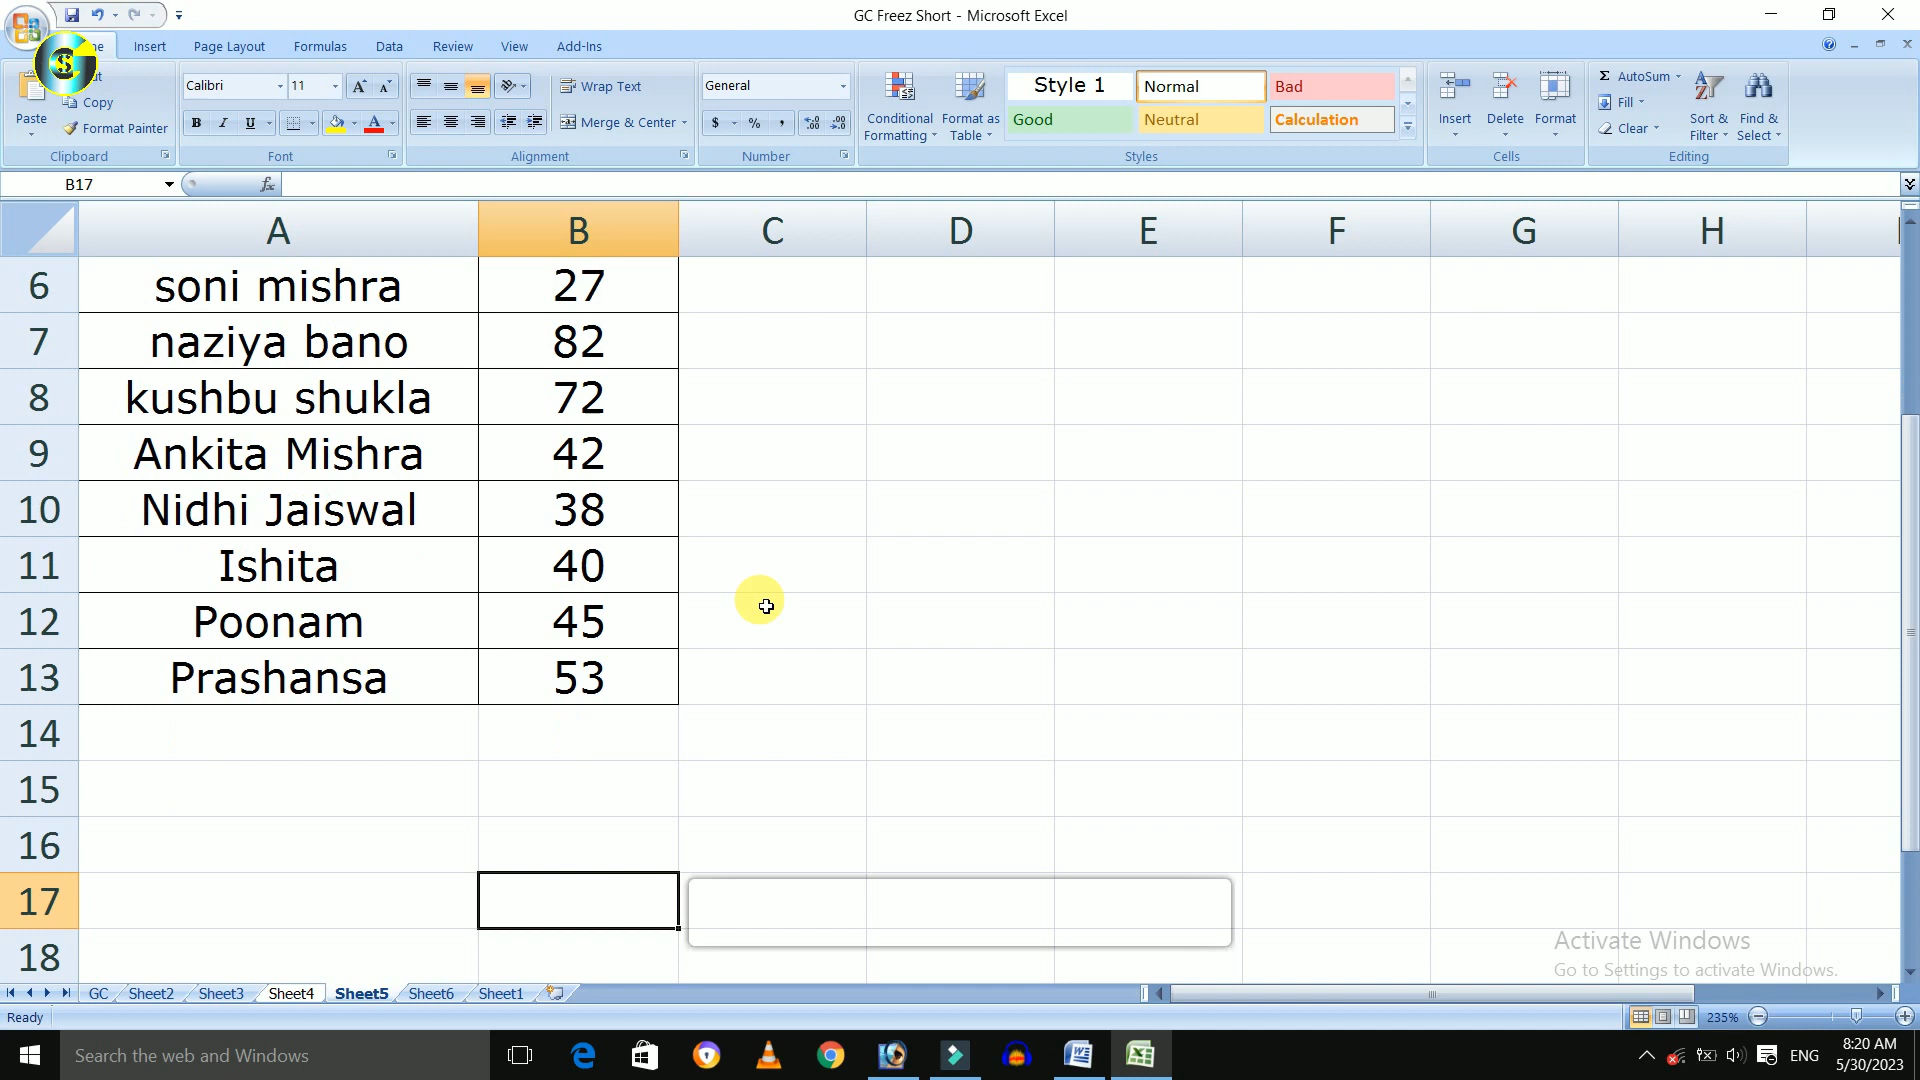 GC Freez Short - Microsoft Excel
Insert Page Layout Formulas Data Review View Add-Ins
Paste
Copy
Format Painter
Clipboard
Calibri 11
B I U
Font
Wrap Text
Merge & Center
Alignment
General
$ % ,
Number
Conditional Formatting
Format as Table
Style 1 Normal Bad
Good Neutral Calculation
Styles
Insert Delete Format
Cells
Σ AutoSum
Fill
Clear
Sort & Filter
Find & Select
Editing
B17
fx
A B C D E F G H
6 soni mishra 27
7 naziya bano 82
8 kushbu shukla 72
9 Ankita Mishra 42
10 Nidhi Jaiswal 38
11 Ishita 40
12 Poonam 45
13 Prashansa 53
14
15
16
17
18
Activate Windows
Go to Settings to activate Windows.
GC Sheet2 Sheet3 Sheet4 Sheet5 Sheet6 Sheet1
Ready
235%
Search the web and Windows
ENG
8:20 AM
5/30/2023